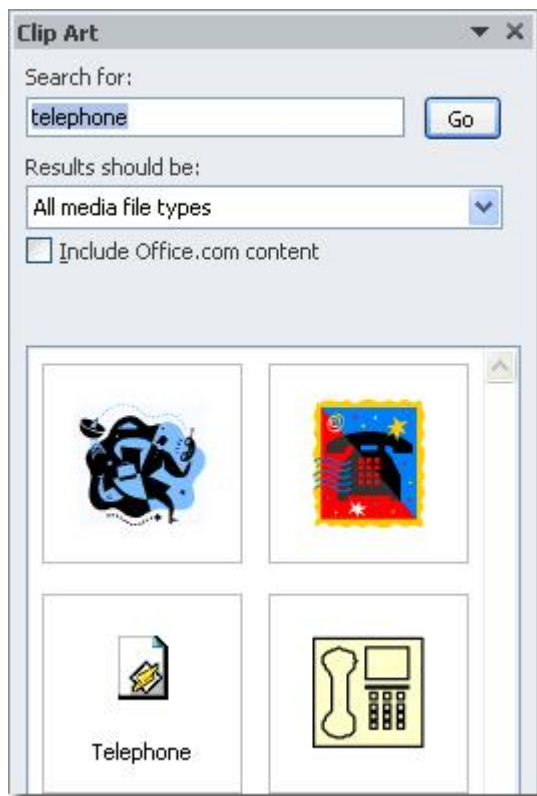 Clip Art
Search for:
telephone
Go
Results should be:
All media file types
Include Office.com content
Telephone